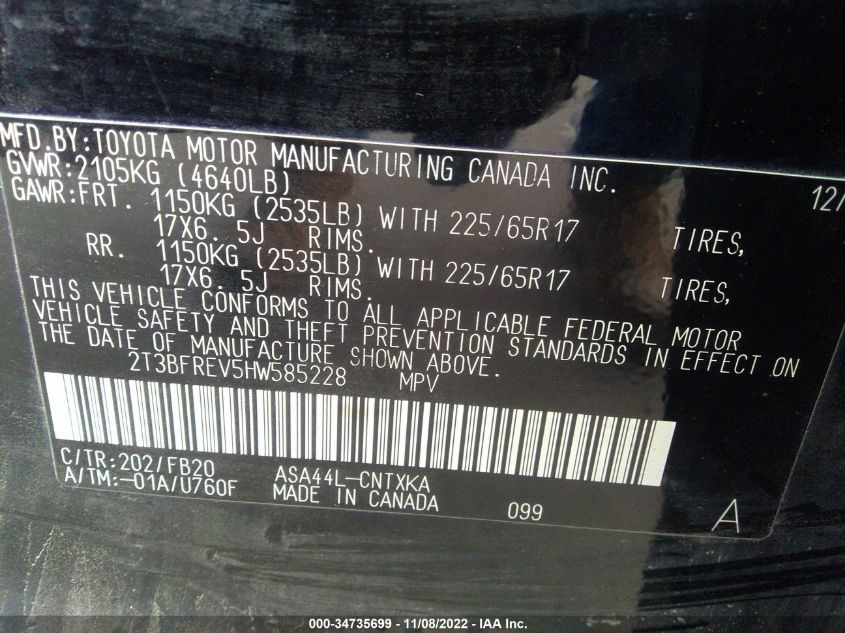 MFD.BY:TOYOTA MOTOR MANUFACTURING CANADA INC. 12/
GVWR:2105KG (4640LB)
GAWR:FRT. 1150KG (2535LB) WITH 225/65R17 TIRES,
17X6. 5J RIMS.
RR. 1150KG (2535LB) WITH 225/65R17 TIRES,
17X6. 5J RIMS.
THIS VEHICLE CONFORMS TO ALL APPLICABLE FEDERAL MOTOR
VEHICLE SAFETY AND THEFT PREVENTION STANDARDS IN EFFECT ON
THE DATE OF MANUFACTURE SHOWN ABOVE.
2T3BFREV5HW585228 MPV
C/TR:202/FB20 ASA44L-CNTXKA
A/TM:-01A/U760F MADE IN CANADA 099 A
000-34735699 - 11/08/2022 - IAA Inc.